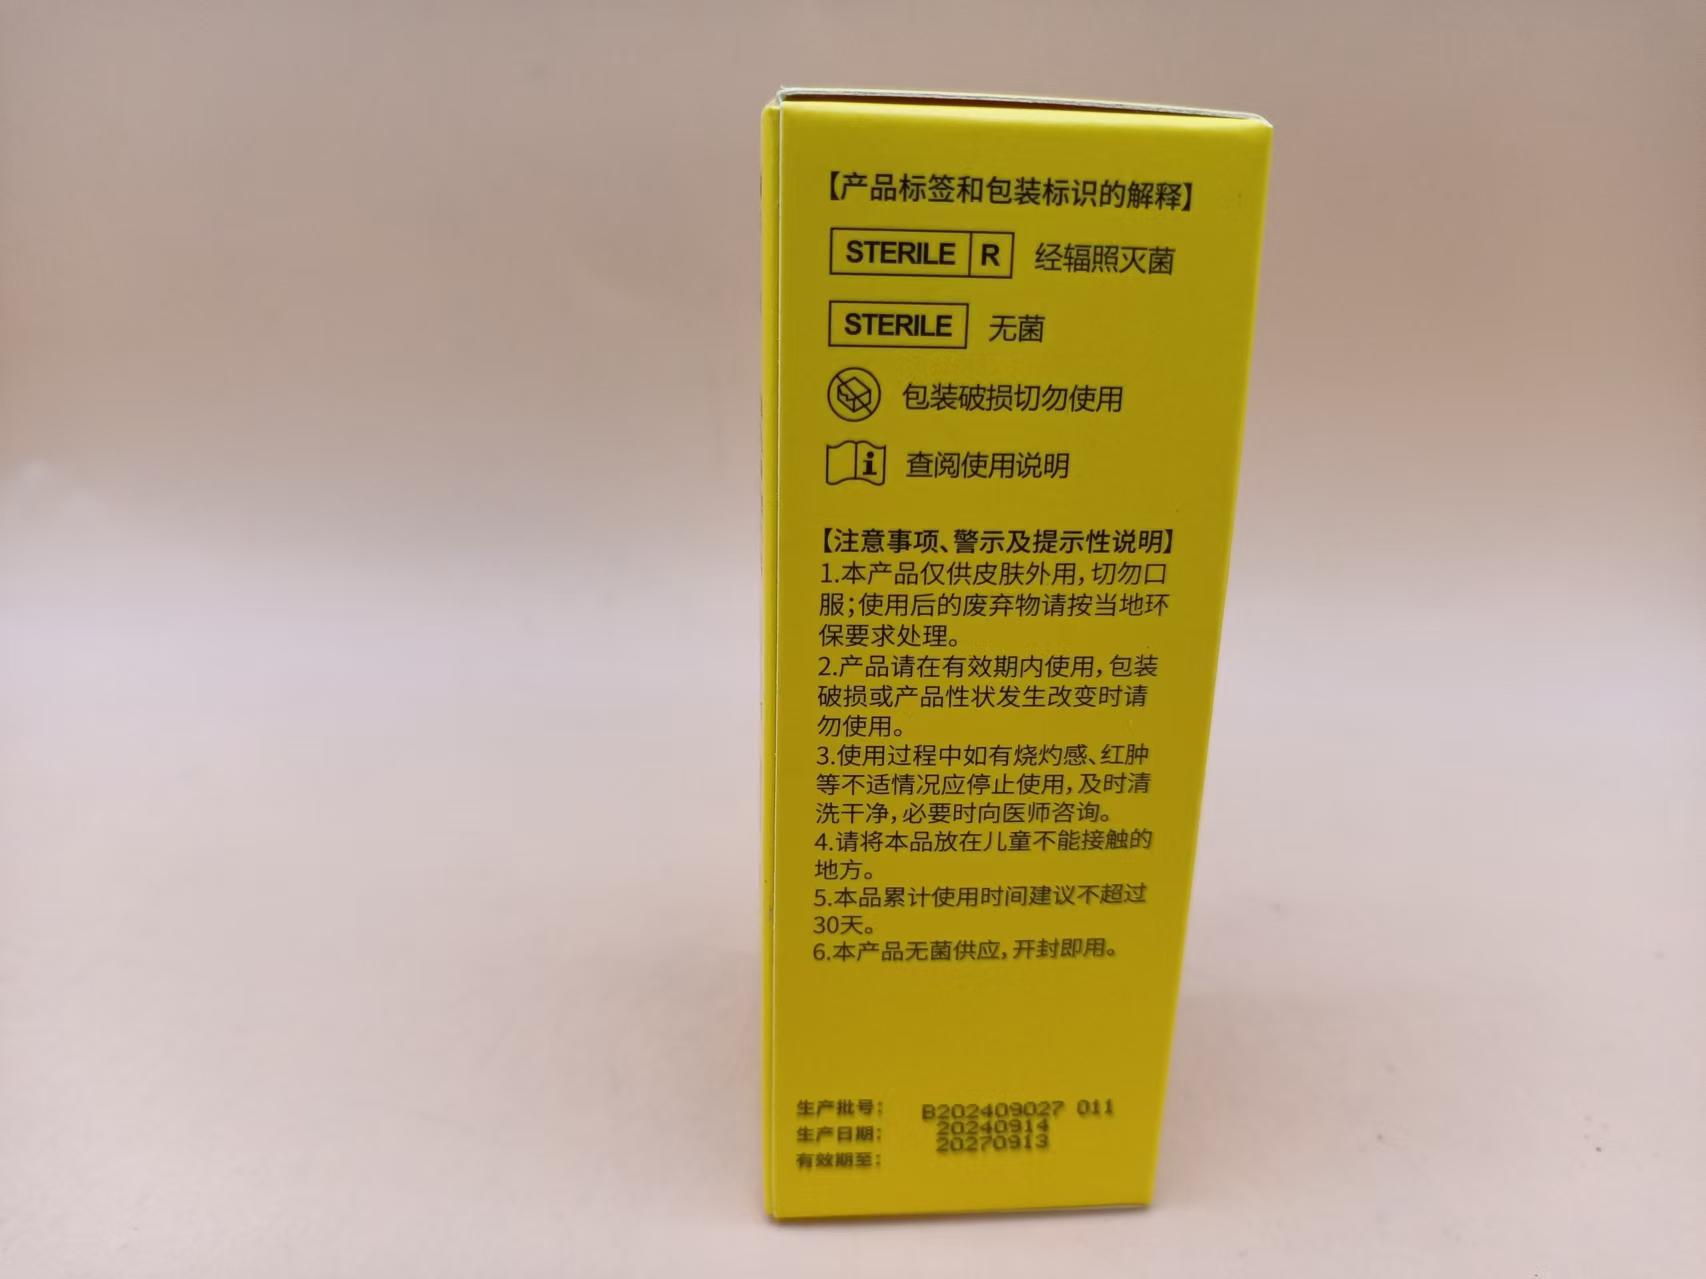 【产品标签和包装标识的解释】
STERILE R 经辐照灭菌
STERILE 无菌
包装破损切勿使用
i 查阅使用说明
【注意事项、警示及提示性说明】
1.本产品仅供皮肤外用，切勿口
服；使用后的废弃物请按当地环
保要求处理。
2.产品请在有效期内使用，包装
破损或产品性状发生改变时请
勿使用。
3.使用过程中如有烧灼感、红肿
等不适情况应停止使用，及时清
洗干净，必要时向医师咨询。
4.请将本品放在儿童不能接触的
地方。
5.本品累计使用时间建议不超过
30天。
6.本产品无菌供应，开封即用。
生产批号： B202409027 011
生产日期： 20240914
有效期至： 20270913